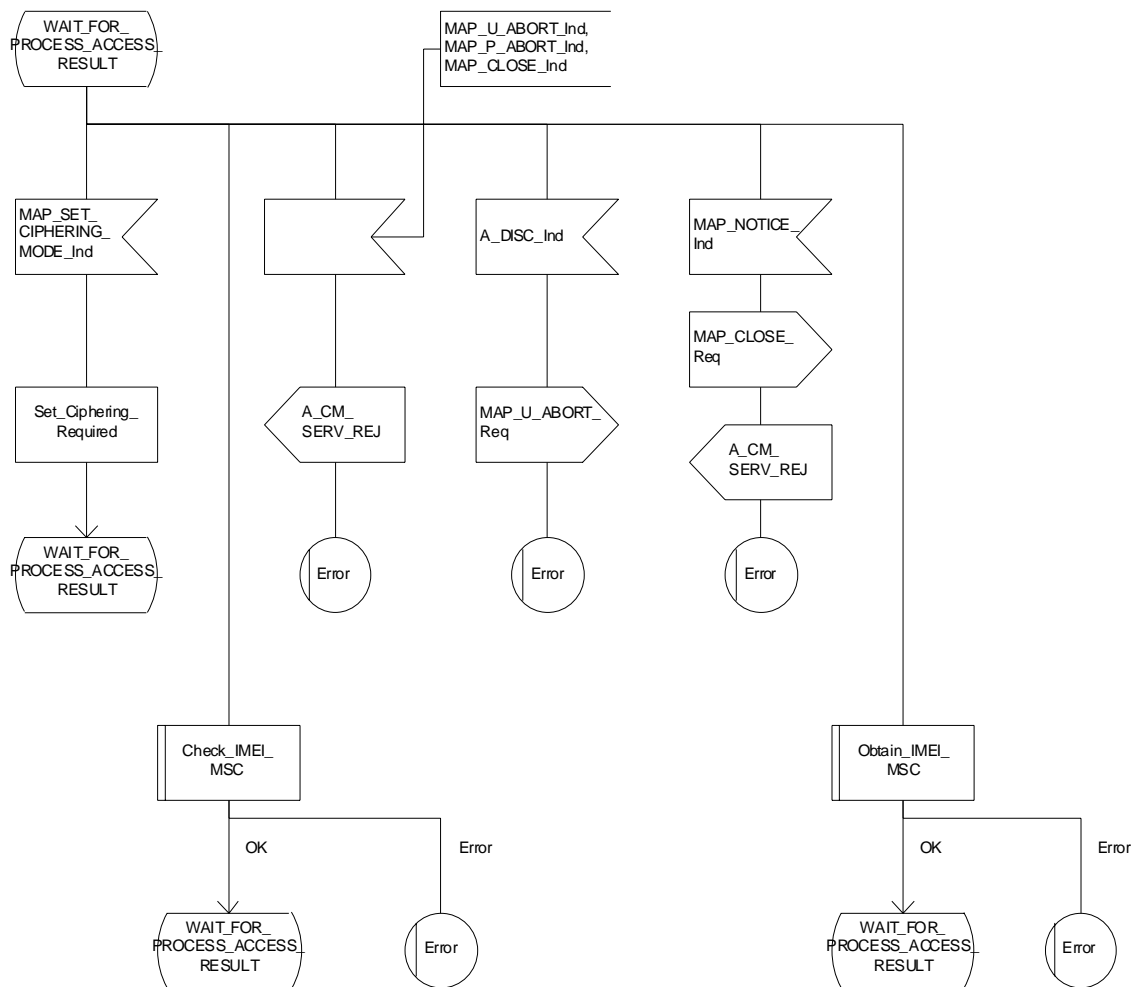 WAIT_FOR_
PROCESS_ACCESS_
RESULT
MAP_U_ABORT_Ind,
MAP_P_ABORT_Ind,
MAP_CLOSE_Ind
MAP_SET_
CIPHERING_
MODE_Ind
A_DISC_Ind
MAP_NOTICE_
Ind
MAP_CLOSE_
Req
Set_Ciphering_
Required
A_CM_
SERV_REJ
MAP_U_ABORT_
Req
A_CM_
SERV_REJ
WAIT_FOR_
PROCESS_ACCESS_
RESULT
Error
Error
Error
Check_IMEI_
MSC
Obtain_IMEI_
MSC
OK
Error
OK
Error
WAIT_FOR_
PROCESS_ACCESS_
RESULT
Error
WAIT_FOR_
PROCESS_ACCESS_
RESULT
Error